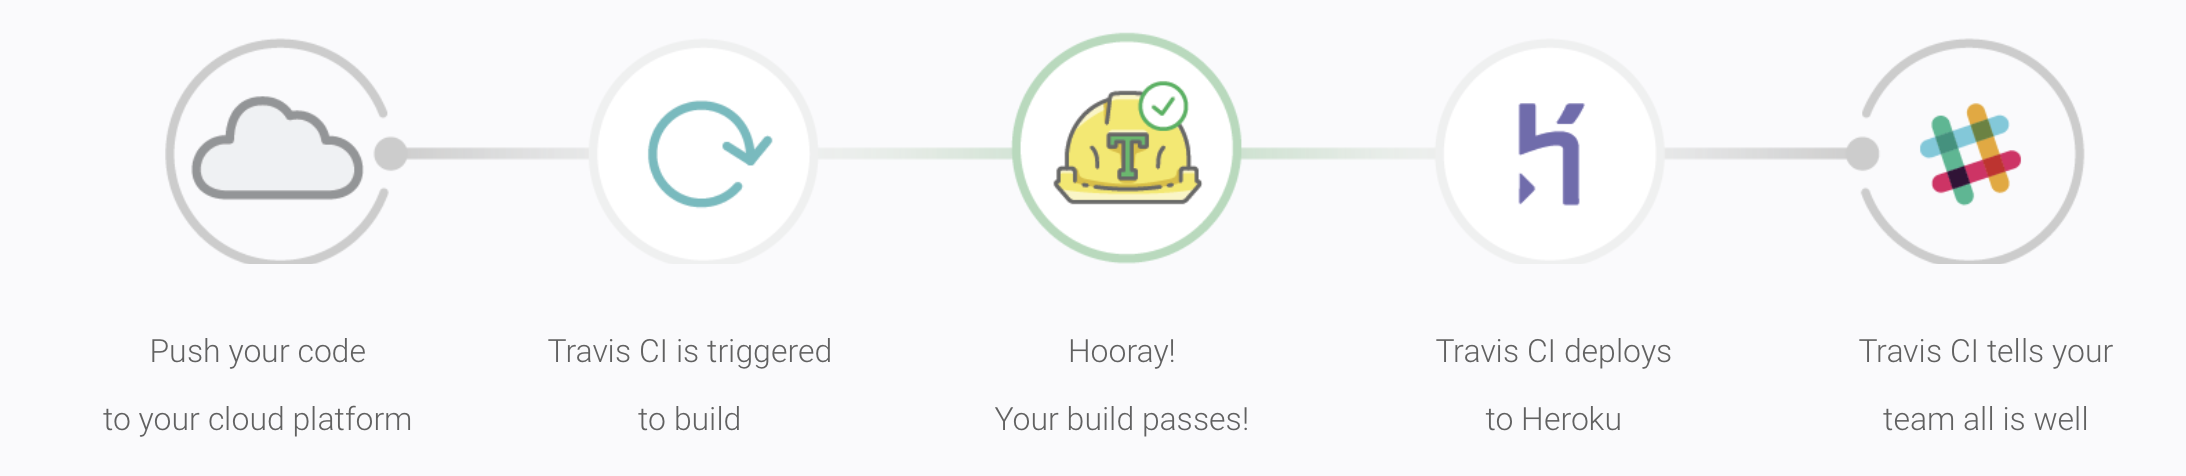 T
Push your code
to your cloud platform
Travis CI is triggered
to build
Hooray!
Your build passes!
Travis CI deploys
to Heroku
Travis CI tells your
team all is well